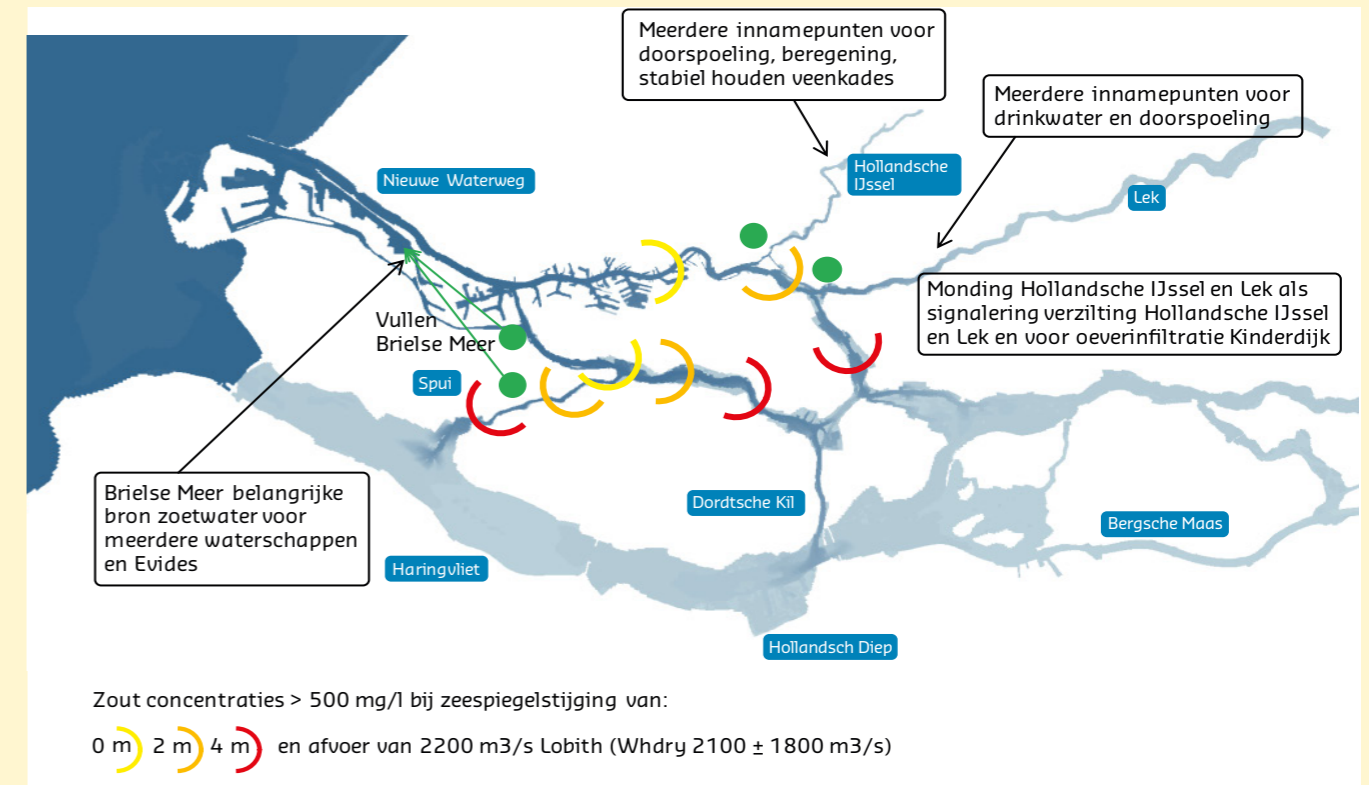 Meerdere innamepunten voor
doorspoeling, beregening,
stabiel houden veenkades
Meerdere innamepunten voor
drinkwater en doorspoeling
Nieuwe Waterweg
Hollandsche
IJssel
Lek
Monding Hollandsche IJssel en Lek als
signalering verzilting Hollandsche IJssel
en Lek en voor oeverinfiltratie Kinderdijk
Vullen
Brielse Meer
Spui
Brielse Meer belangrijke
bron zoetwater voor
meerdere waterschappen
en Evides
Dordtsche Kil
Bergsche Maas
Haringvliet
Hollandsch Diep
Zout concentraties > 500 mg/l bij zeespiegelstijging van:
0 m 2 m 4 m en afvoer van 2200 m3/s Lobith (Whdry 2100 ± 1800 m3/s)